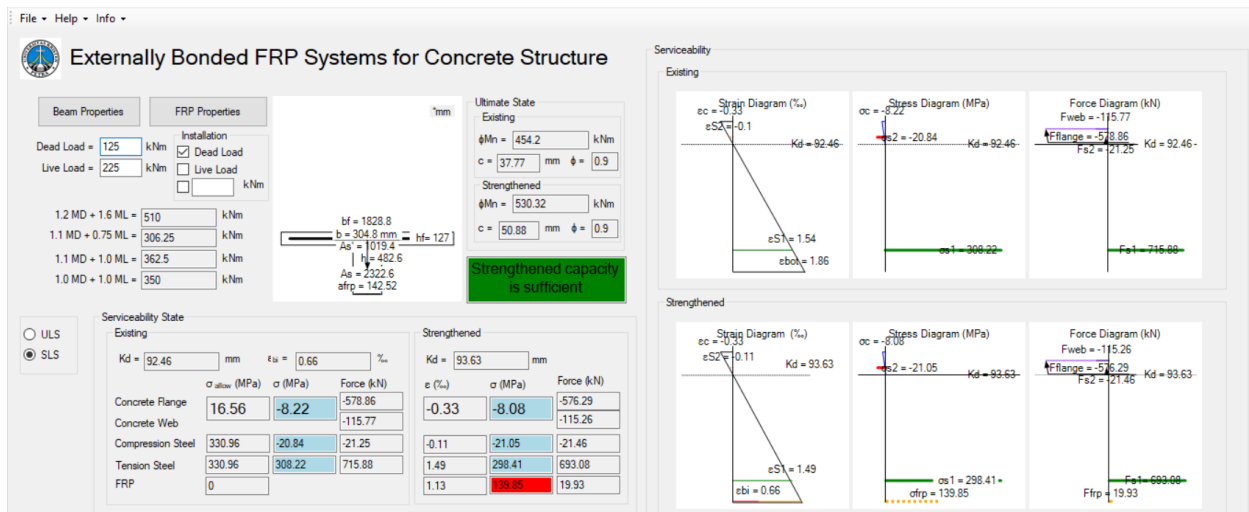 File Help Info
Externally Bonded FRP Systems for Concrete Structure
Beam Properties FRP Properties
Dead Load = 125 kNm
Live Load = 225 kNm
Installation
Dead Load
Live Load
kNm
1.2 MD + 1.6 ML = 510 kNm
1.1 MD + 0.75 ML = 306.25 kNm
1.1 MD + 1.0 ML = 362.5 kNm
1.0 MD + 1.0 ML = 350 kNm
*mm
bf = 1828.8
b = 304.8 mm
hf= 127
As' = 1019.4
h = 482.6
As = 2322.6
afrp = 142.52
Ultimate State
Existing
ϕMn = 454.2 kNm
c = 37.77 mm ϕ = 0.9
Strengthened
ϕMn = 530.32 kNm
c = 50.88 mm ϕ = 0.9
Strengthened capacity
is sufficient
ULS
SLS
Serviceability State
Existing
Kd = 92.46 mm εbi = 0.66 ‰
σ allow (MPa) σ (MPa) Force (kN)
Concrete Flange 16.56 -8.22 -578.86
Concrete Web -115.77
Compression Steel 330.96 -20.84 -21.25
Tension Steel 330.96 308.22 715.88
FRP 0
Strengthened
Kd = 93.63 mm
ε (‰) σ (MPa) Force (kN)
-0.33 -8.08 -576.29
-115.26
-0.11 -21.05 -21.46
1.49 298.41 693.08
1.13 139.85 19.93
Serviceability
Existing
Strain Diagram (‰)
εc = -0.33
εS2 = -0.1
Kd = 92.46
εS1 = 1.54
εbot = 1.86
Stress Diagram (MPa)
σc = -8.22
σs2 = -20.84
Kd = 92.46
σs1 = 308.22
Force Diagram (kN)
Fweb = -115.77
Fflange = -578.86
Fs2 = -21.25
Kd = 92.46
Fs1 = 715.88
Strengthened
Strain Diagram (‰)
εc = -0.33
εS2 = -0.11
Kd = 93.63
εS1 = 1.49
εbi = 0.66
Stress Diagram (MPa)
σc = -8.08
σs2 = -21.05
Kd = 93.63
σs1 = 298.41
σfrp = 139.85
Force Diagram (kN)
Fweb = -115.26
Fflange = -576.29
Fs2 = -21.46
Kd = 93.63
Fs1 = 693.08
Ffrp = 19.93